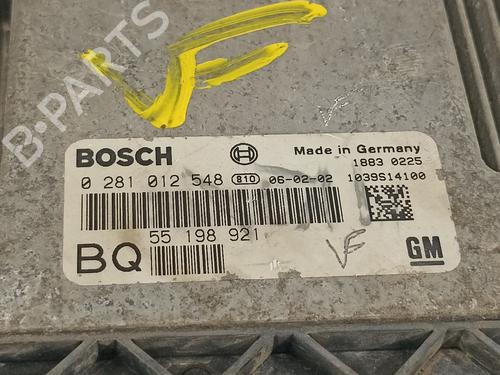 B-PARTS
VF
BOSCH
Made in Germany
1883 0225
0 281 012 548 810 06-02-02 1039S14100
55 198 921
BQ
VF
GM